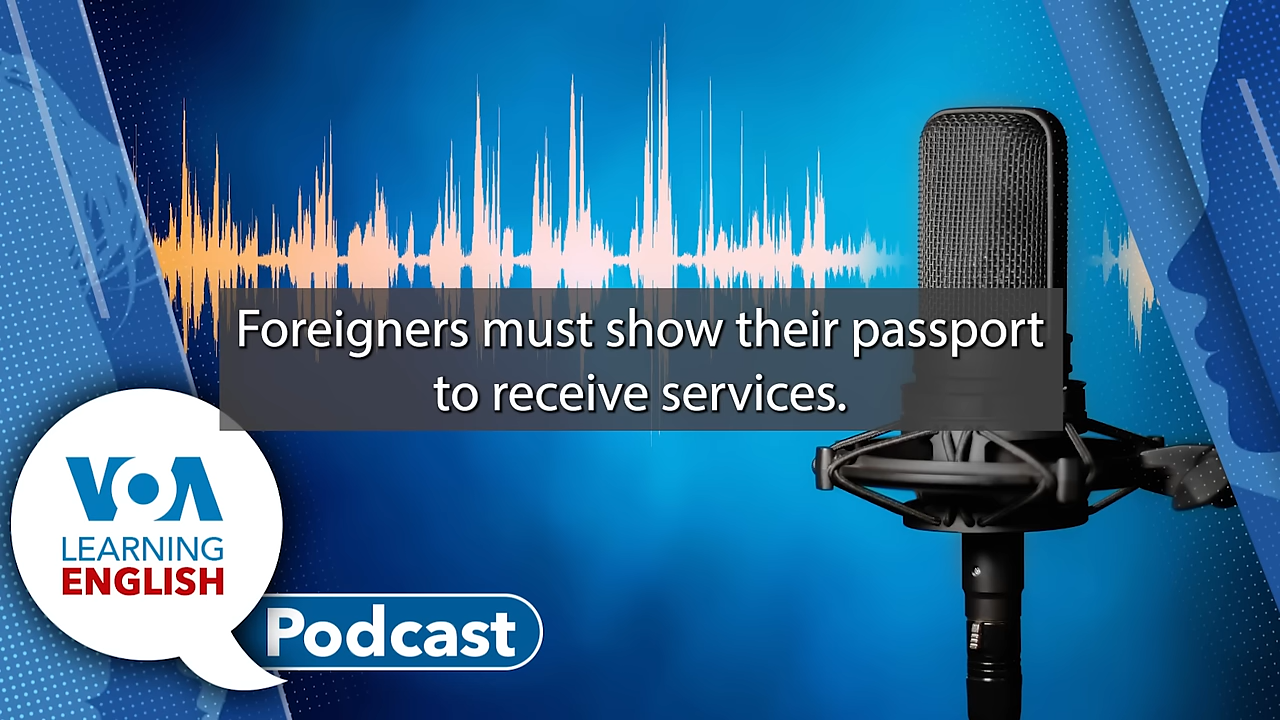 Foreigners must show their passport
to receive services.
VOA
LEARNING
ENGLISH
Podcast